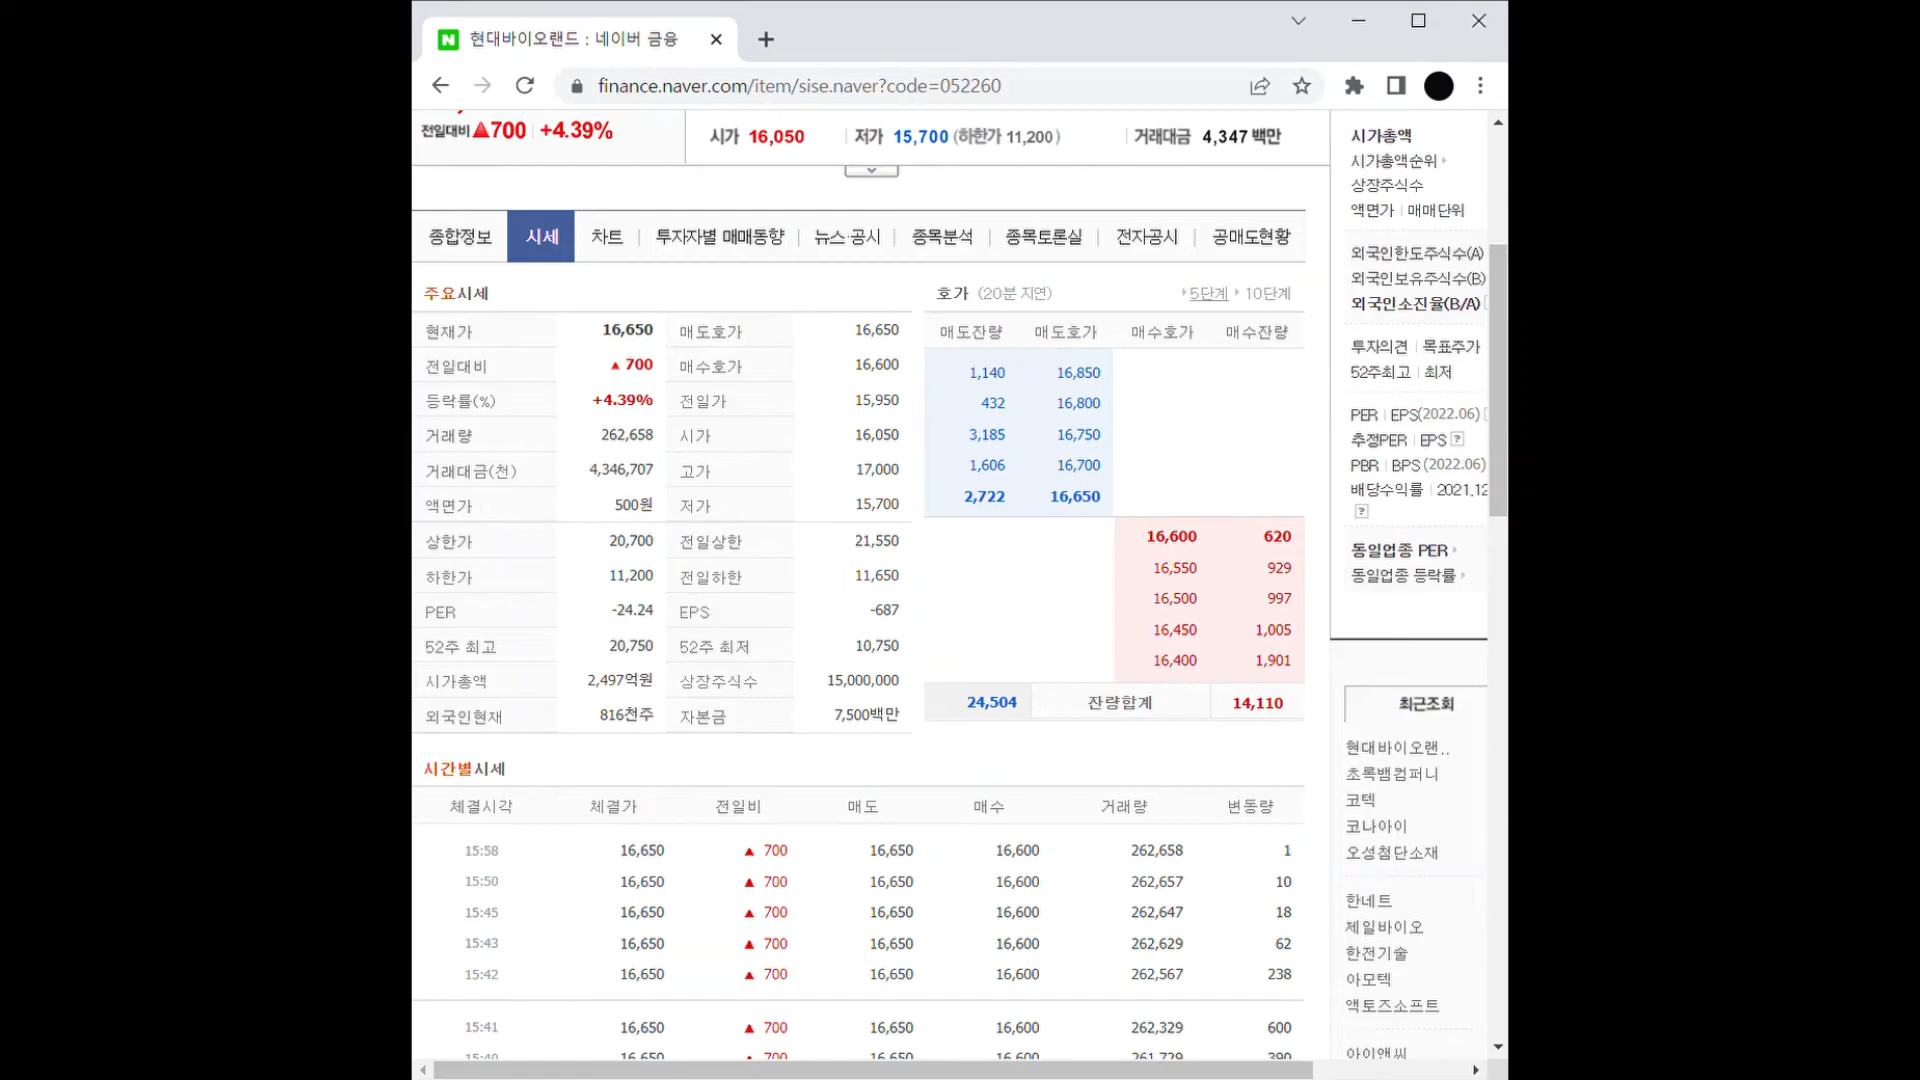 현대바이오랜드 : 네이버 금융
finance.naver.com/item/sise.naver?code=052260
전일대비 ▲700 +4.39%
시가 16,050 저가 15,700 (하한가 11,200) 거래대금 4,347 백만
종합정보 시세 차트 투자자별 매매동향 뉴스·공시 종목분석 종목토론실 전자공시 공매도현황
주요시세
현재가 16,650 매도호가 16,650
전일대비 ▲ 700 매수호가 16,600
등락률(%) +4.39% 전일가 15,950
거래량 262,658 시가 16,050
거래대금(천) 4,346,707 고가 17,000
액면가 500원 저가 15,700
상한가 20,700 전일상한 21,550
하한가 11,200 전일하한 11,650
PER -24.24 EPS -687
52주 최고 20,750 52주 최저 10,750
시가총액 2,497억원 상장주식수 15,000,000
외국인현재 816천주 자본금 7,500백만
호가 (20분 지연) 5단계 10단계
매도잔량 매도호가 매수호가 매수잔량
1,140 16,850
432 16,800
3,185 16,750
1,606 16,700
2,722 16,650
16,600 620
16,550 929
16,500 997
16,450 1,005
16,400 1,901
24,504 잔량합계 14,110
시간별시세
체결시각 체결가 전일비 매도 매수 거래량 변동량
15:58 16,650 ▲ 700 16,650 16,600 262,658 1
15:50 16,650 ▲ 700 16,650 16,600 262,657 10
15:45 16,650 ▲ 700 16,650 16,600 262,647 18
15:43 16,650 ▲ 700 16,650 16,600 262,629 62
15:42 16,650 ▲ 700 16,650 16,600 262,567 238
15:41 16,650 ▲ 700 16,650 16,600 262,329 600
15:40 16,650 ▲ 700 16,650 16,600 261,729 390
시가총액
시가총액순위
상장주식수
액면가 매매단위
외국인한도주식수(A)
외국인보유주식수(B)
외국인소진율(B/A)
투자의견 목표주가
52주최고 최저
PER EPS(2022.06)
추정PER EPS ?
PBR BPS (2022.06)
배당수익률 2021.12
?
동일업종 PER
동일업종 등락률
최근조회
현대바이오랜..
초록뱀컴퍼니
코텍
코나아이
오성첨단소재
한네트
제일바이오
한전기술
아모텍
액토즈소프트
아이앤씨